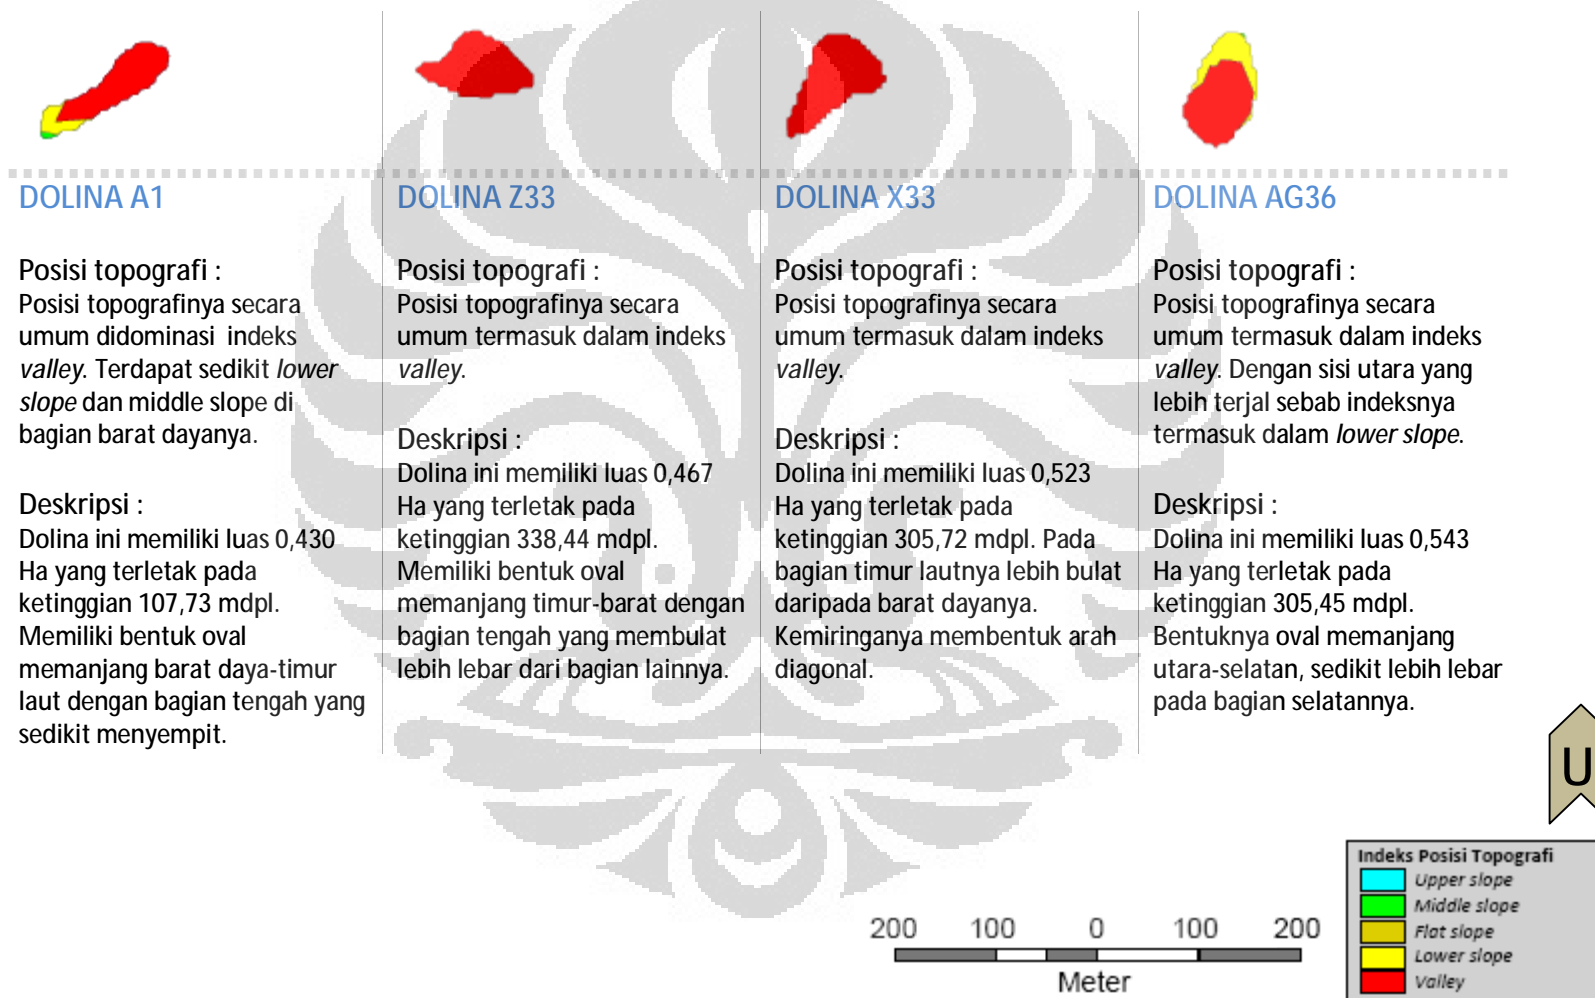 DOLINA A1
Posisi topografi :
Posisi topografinya secara
umum didominasi indeks
valley. Terdapat sedikit lower
slope dan middle slope di
bagian barat dayanya.
Deskripsi :
Dolina ini memiliki luas 0,430
Ha yang terletak pada
ketinggian 107,73 mdpl.
Memiliki bentuk oval
memanjang barat daya-timur
laut dengan bagian tengah yang
sedikit menyempit.
DOLINA Z33
Posisi topografi :
Posisi topografinya secara
umum termasuk dalam indeks
valley.
Deskripsi :
Dolina ini memiliki luas 0,467
Ha yang terletak pada
ketinggian 338,44 mdpl.
Memiliki bentuk oval
memanjang timur-barat dengan
bagian tengah yang membulat
lebih lebar dari bagian lainnya.
DOLINA X33
Posisi topografi :
Posisi topografinya secara
umum termasuk dalam indeks
valley.
Deskripsi :
Dolina ini memiliki luas 0,523
Ha yang terletak pada
ketinggian 305,72 mdpl. Pada
bagian timur lautnya lebih bulat
daripada barat dayanya.
Kemiringanya membentuk arah
diagonal.
DOLINA AG36
Posisi topografi :
Posisi topografinya secara
umum termasuk dalam indeks
valley. Dengan sisi utara yang
lebih terjal sebab indeksnya
termasuk dalam lower slope.
Deskripsi :
Dolina ini memiliki luas 0,543
Ha yang terletak pada
ketinggian 305,45 mdpl.
Bentuknya oval memanjang
utara-selatan, sedikit lebih lebar
pada bagian selatannya.
U
200 100 0 100 200
Meter
Indeks Posisi Topografi
Upper slope
Middle slope
Flat slope
Lower slope
Valley